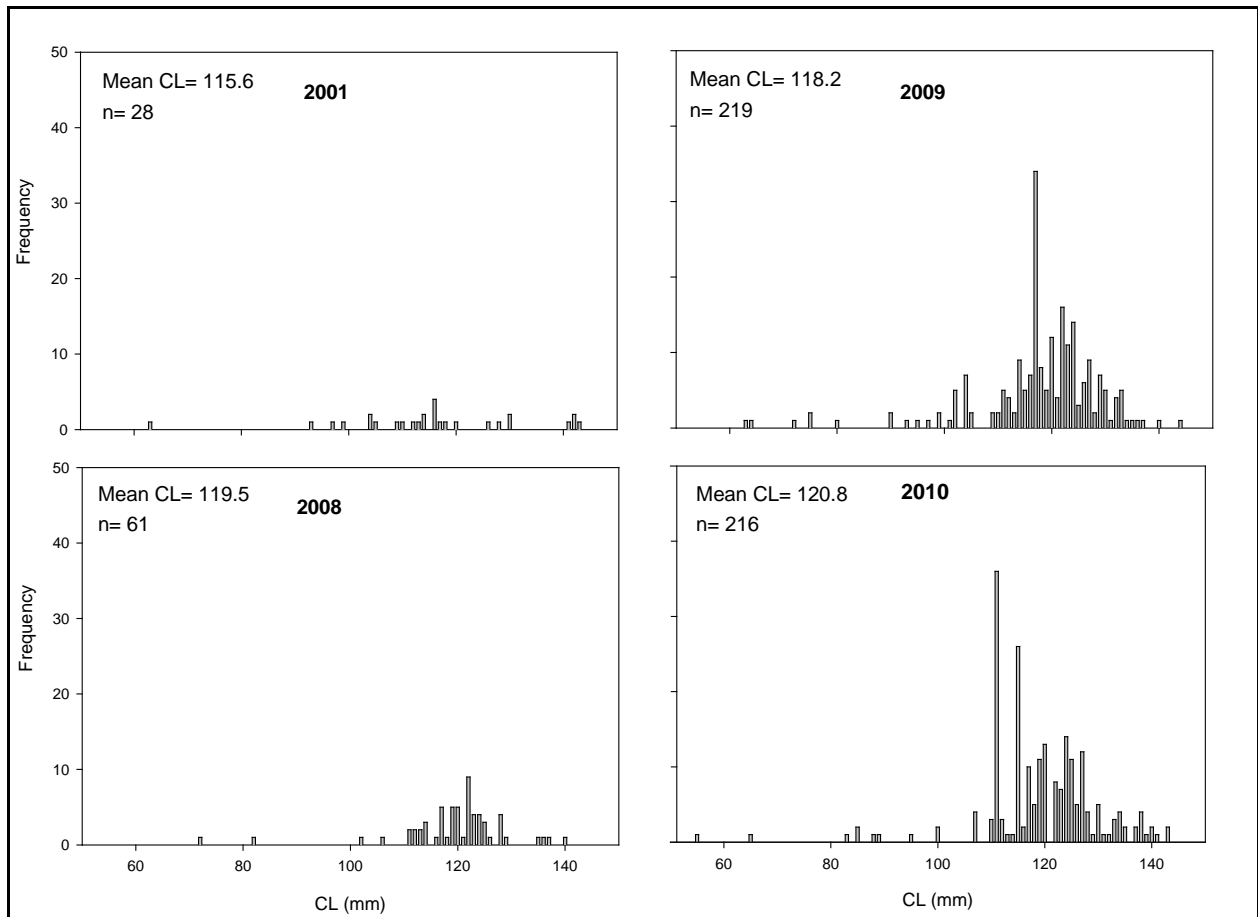 Mean CL= 115.6
n= 28
2001
50
40
30
20
10
0
Frequency
Mean CL= 118.2
n= 219
2009
Mean CL= 119.5
n= 61
2008
50
40
30
20
10
0
Frequency
60 80 100 120 140
CL (mm)
Mean CL= 120.8
n= 216
2010
60 80 100 120 140
CL (mm)